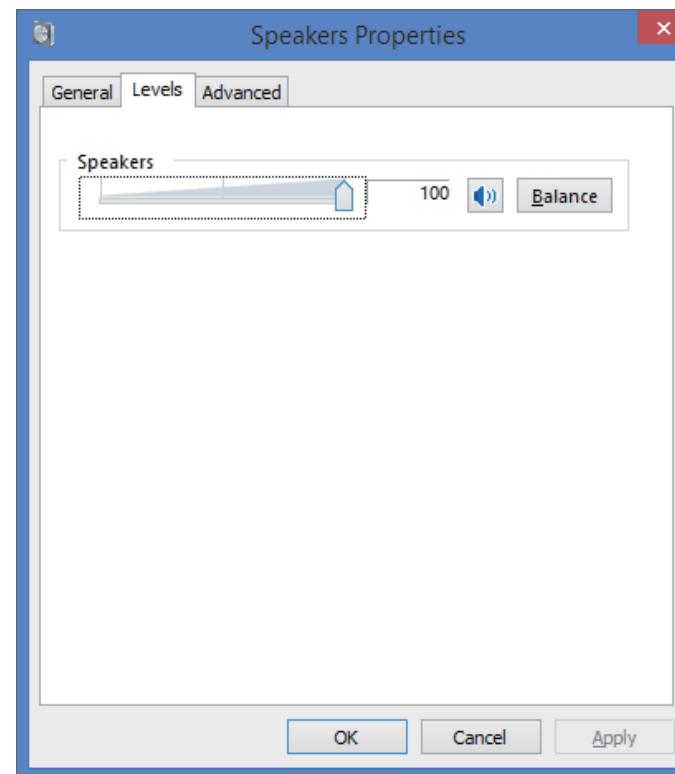 Speakers Properties
General Levels Advanced
Speakers
100 Balance
OK Cancel Apply